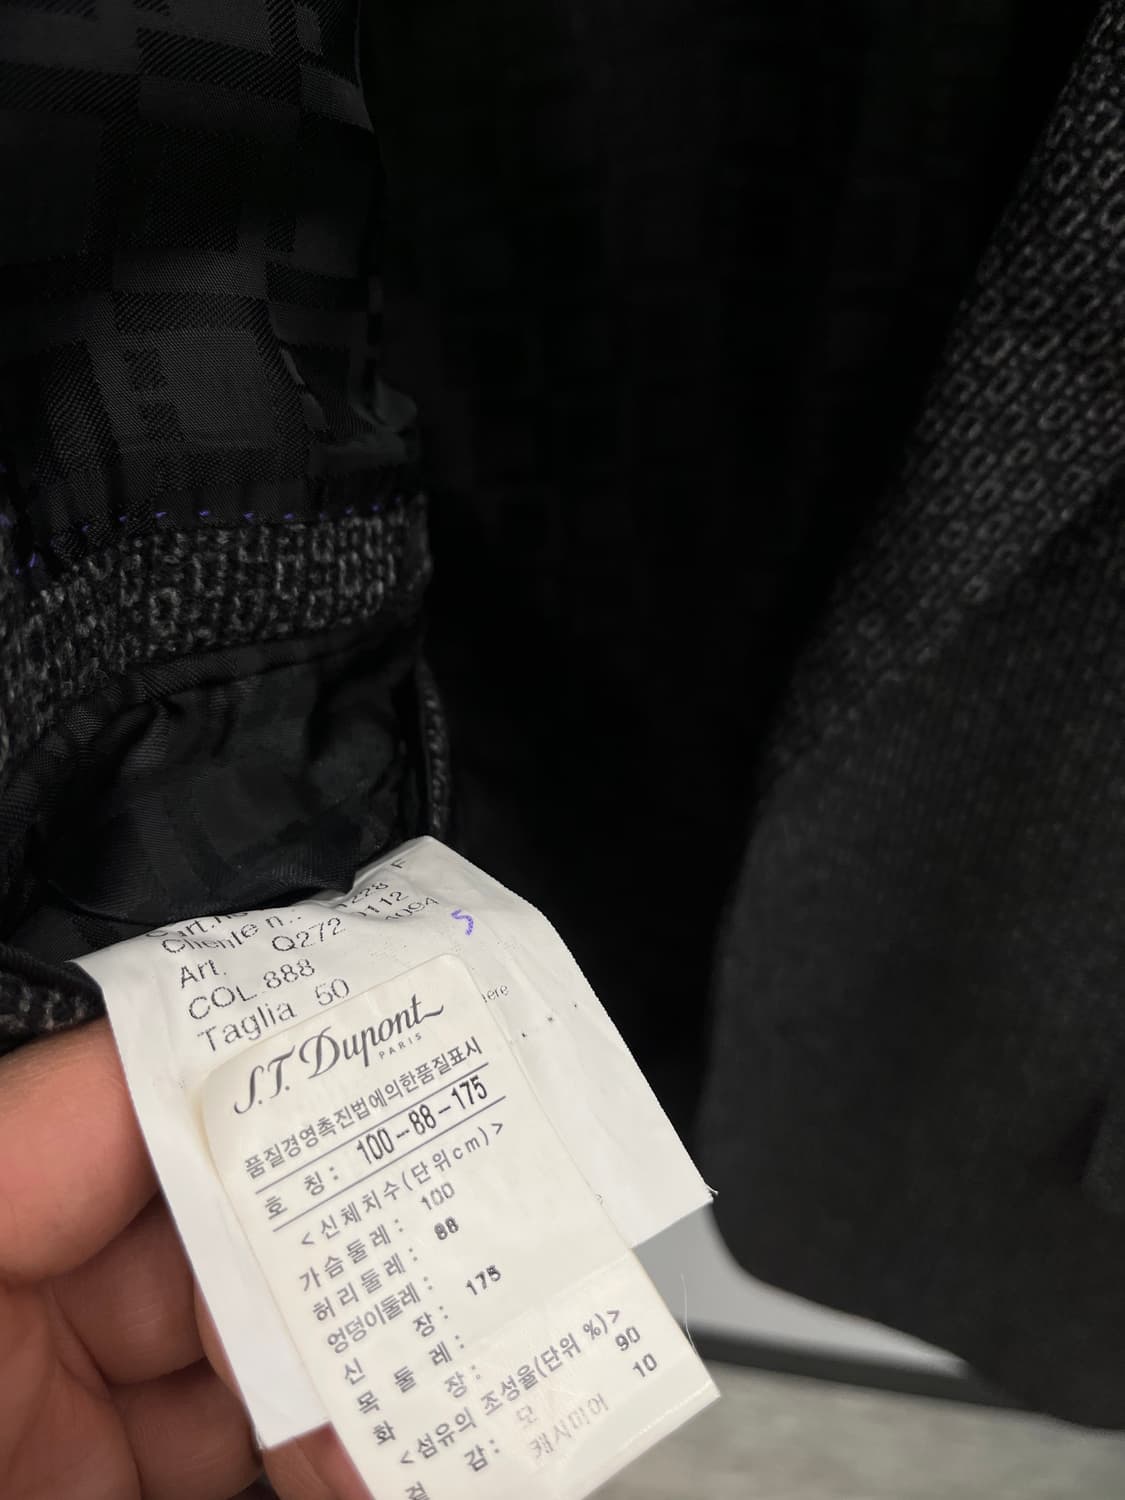 Cliente n.:
Art. Q272
COL. 888
Taglia 50
S
S.T. Dupont
PARIS
품질경영촉진법에의한품질표시
호 칭 : 100-88-175
<신체치수(단위cm)>
가슴둘레 : 100
허리둘레 : 88
엉덩이둘레 :
신 장 : 175
목 둘 레 :
화 장 :
<섬유의 조성율(단위 %)>
겉 감 : 모 90
캐시미어 10